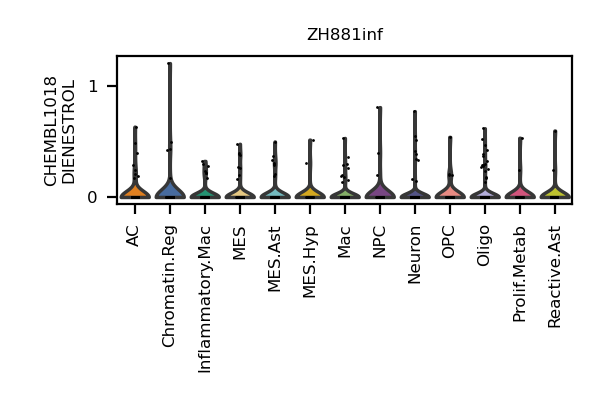 ZH881inf
CHEMBL1018
DIENESTROL
1
0
AC
Chromatin.Reg
Inflammatory.Mac
MES
MES.Ast
MES.Hyp
Mac
NPC
Neuron
OPC
Oligo
Prolif.Metab
Reactive.Ast